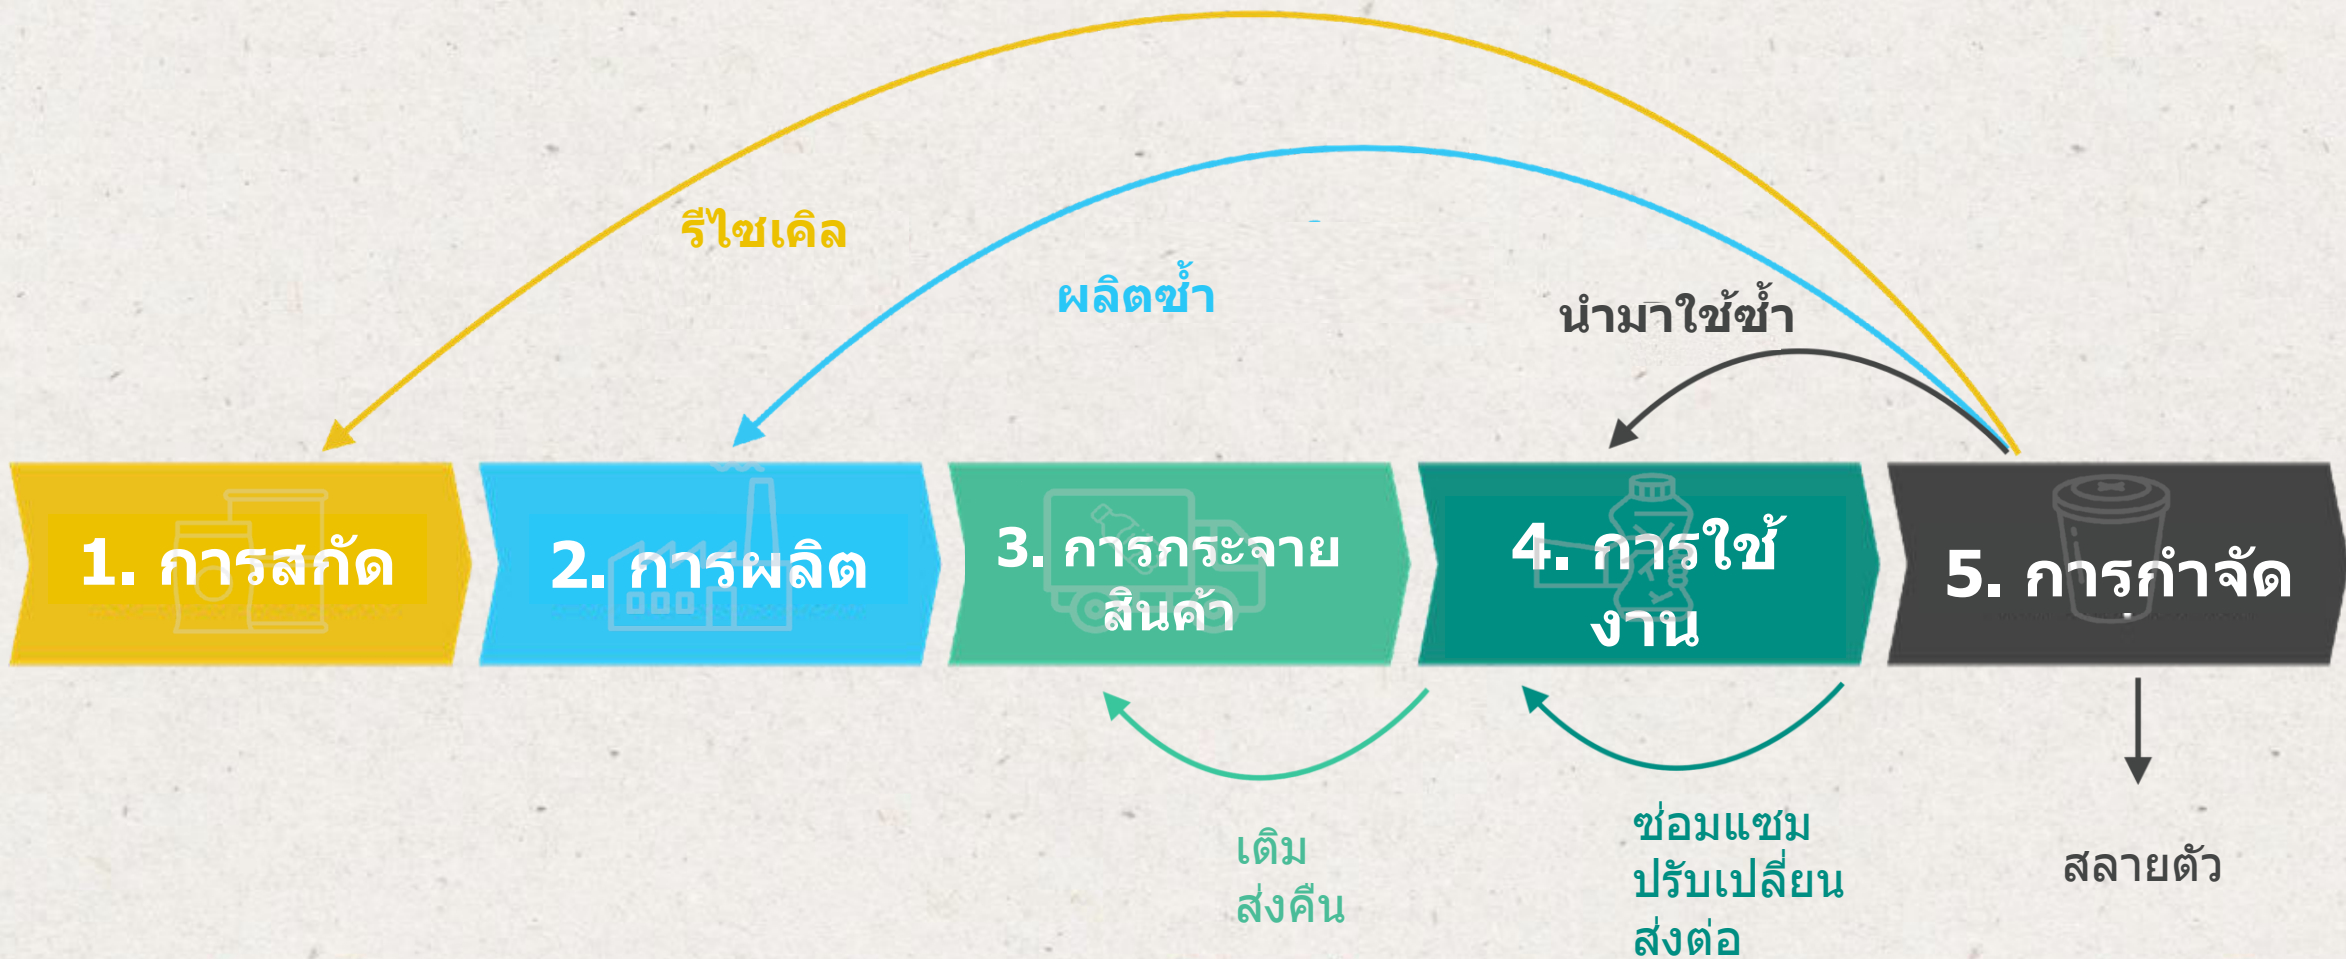 รีไซเคิล
ผลิตซ้ำ
นำมาใช้ซ้ำ
1. การสกัด
2. การผลิต
3. การกระจาย
สินค้า
4. การใช้
งาน
5. การกำจัด
เติม
ส่งคืน
ซ่อมแซม
ปรับเปลี่ยน
ส่งต่อ
สลายตัว